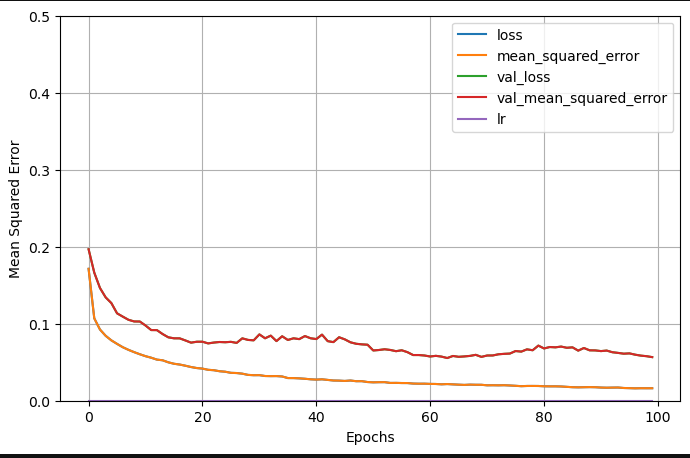 0.5
0.4
0.3
0.2
0.1
0.0
Mean Squared Error
loss
mean_squared_error
val_loss
val_mean_squared_error
lr
0 20 40 60 80 100
Epochs